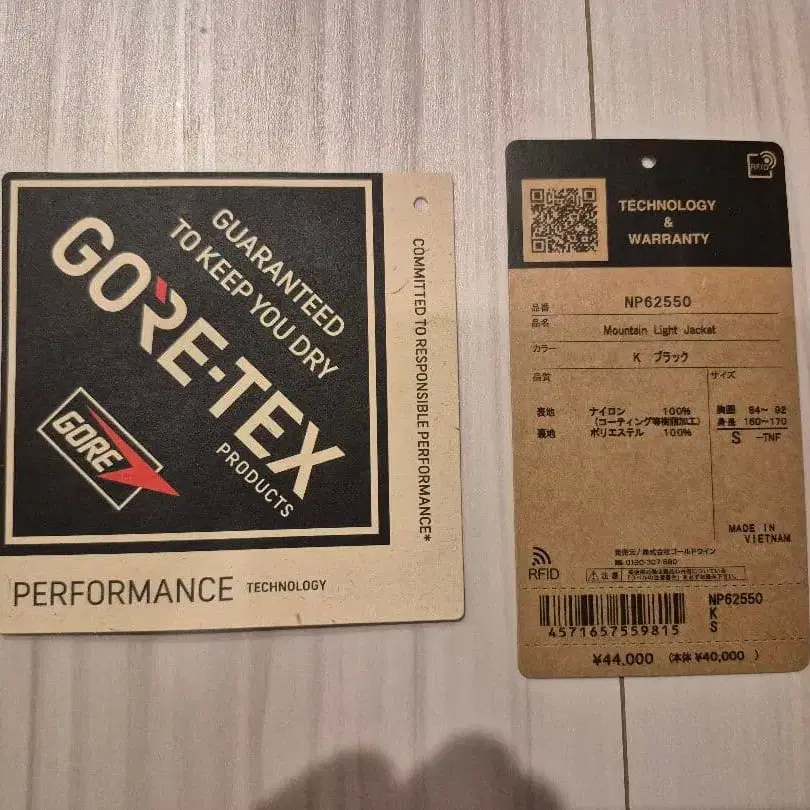 GUARANTEED
TO KEEP YOU DRY
GORE-TEX
PRODUCTS
GORE
COMMITTED TO RESPONSIBLE PERFORMANCE*
PERFORMANCE TECHNOLOGY
RFID
TECHNOLOGY
&
WARRANTY
品番 NP62550
品名 Mountain Light Jacket
カラー K ブラック
品質 サイズ
表地 ナイロン 100%
(コーティング等樹脂加工)
裏地 ポリエステル 100%
胸囲 84~ 92
身長 160~170
S -TNF
MADE IN
VIETNAM
発売元/株式会社ゴールドウイン
0120-307-560
RFID
注意
4571657559815
NP62550
K
S
¥44,000 (本体 ¥40,000 )